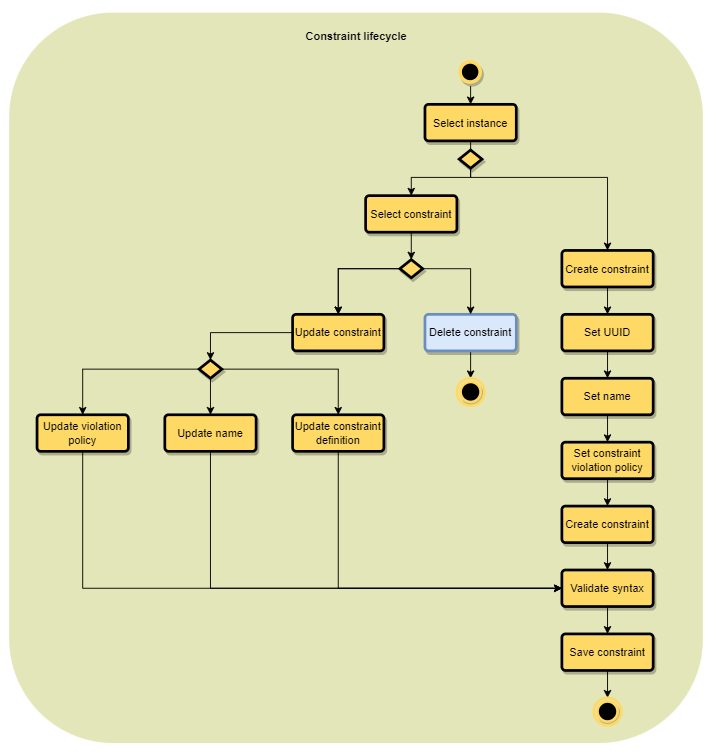 Constraint lifecycle
Select instance
Select constraint
Create constraint
Update constraint
Delete constraint
Set UUID
Set name
Update violation
policy
Update name
Update constraint
definition
Set constraint
violation policy
Create constraint
Validate syntax
Save constraint